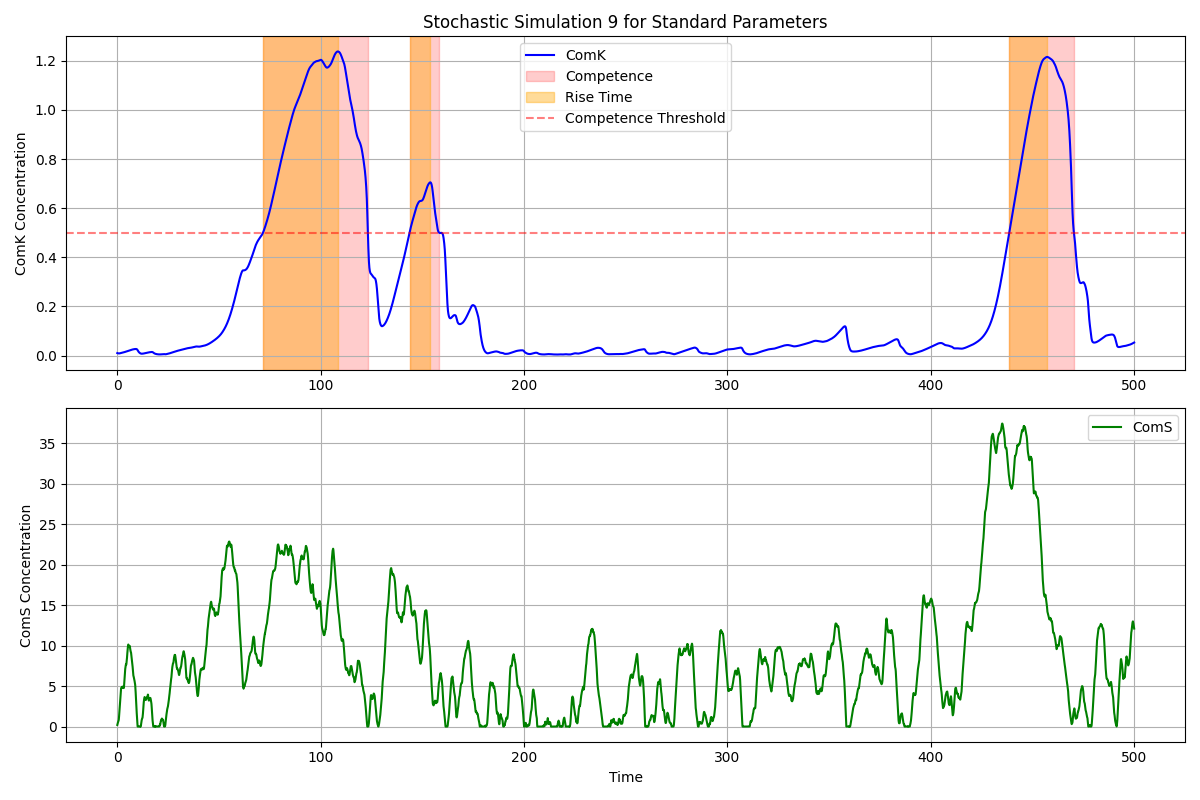 Stochastic Simulation 9 for Standard Parameters
ComK Concentration
1.2
1.0
0.8
0.6
0.4
0.2
0.0
ComK
Competence
Rise Time
Competence Threshold
0 100 200 300 400 500
ComS Concentration
35
30
25
20
15
10
5
0
ComS
0 100 200 300 400 500
Time